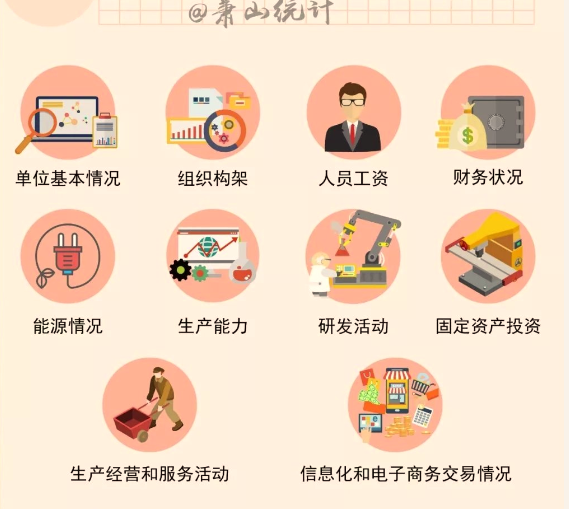 @萧山统计
单位基本情况
组织构架
人员工资
财务状况
能源情况
生产能力
研发活动
固定资产投资
生产经营和服务活动
信息化和电子商务交易情况